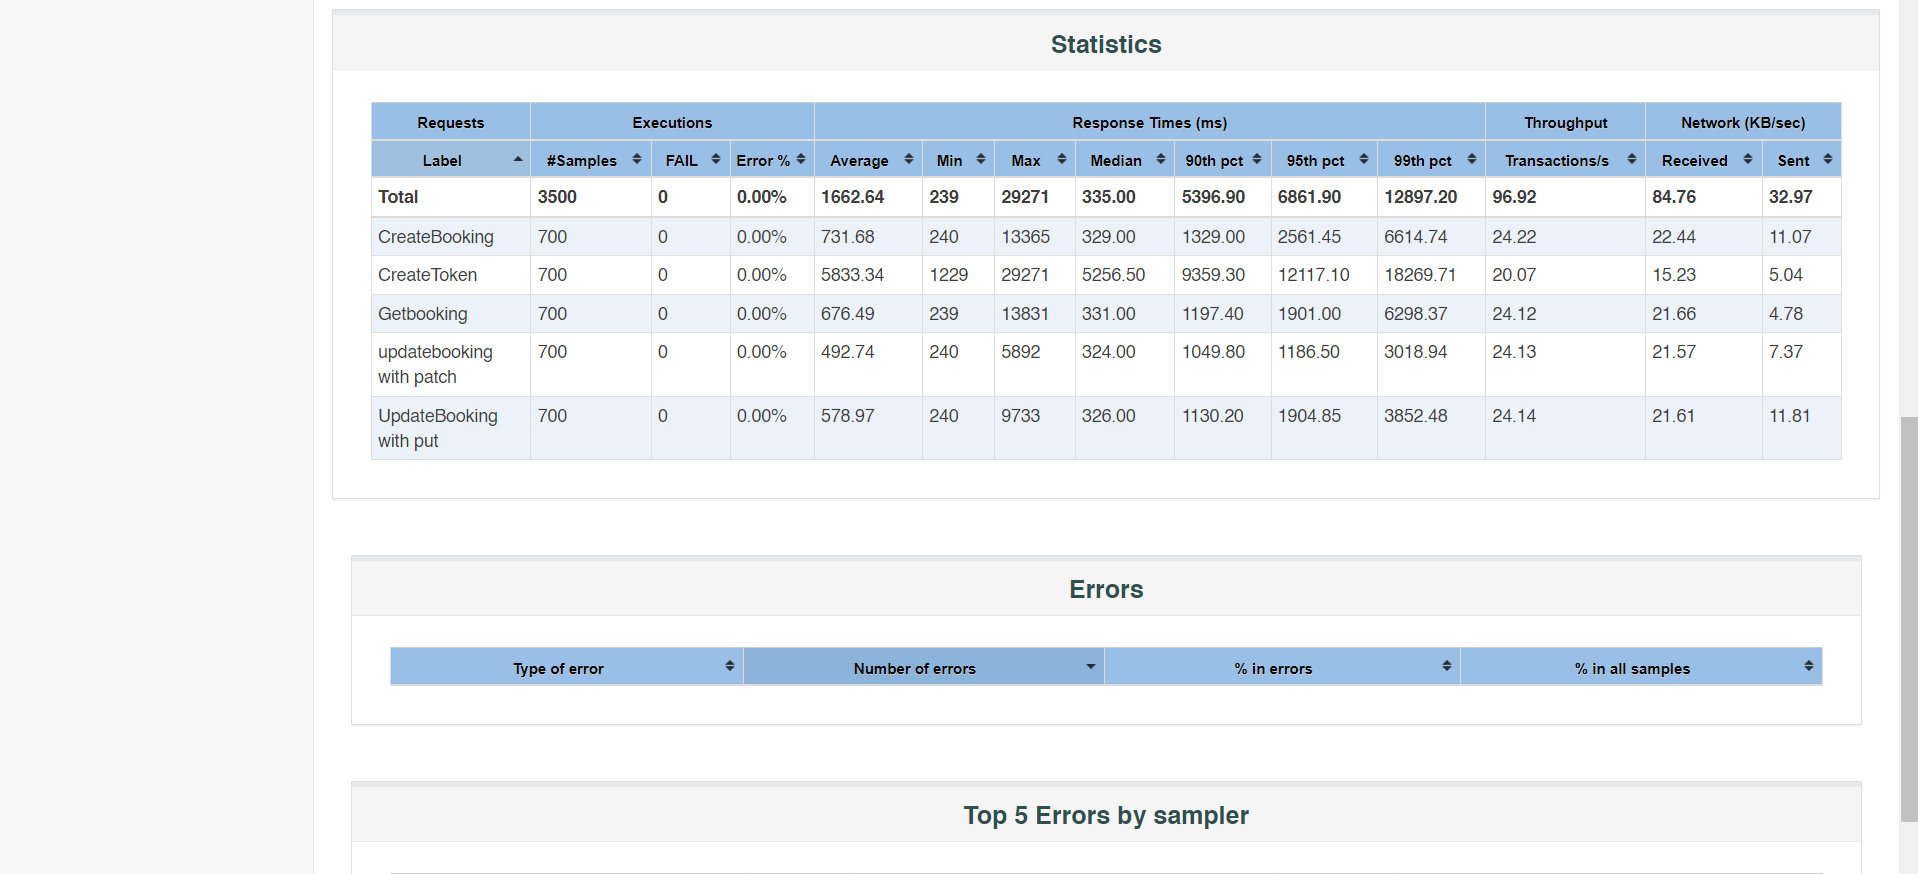 Statistics
Requests Executions Response Times (ms) Throughput Network (KB/sec)
Label #Samples FAIL Error % Average Min Max Median 90th pct 95th pct 99th pct Transactions/s Received Sent
Total 3500 0 0.00% 1662.64 239 29271 335.00 5396.90 6861.90 12897.20 96.92 84.76 32.97
CreateBooking 700 0 0.00% 731.68 240 13365 329.00 1329.00 2561.45 6614.74 24.22 22.44 11.07
CreateToken 700 0 0.00% 5833.34 1229 29271 5256.50 9359.30 12117.10 18269.71 20.07 15.23 5.04
Getbooking 700 0 0.00% 676.49 239 13831 331.00 1197.40 1901.00 6298.37 24.12 21.66 4.78
updatebooking 700 0 0.00% 492.74 240 5892 324.00 1049.80 1186.50 3018.94 24.13 21.57 7.37
with patch
UpdateBooking 700 0 0.00% 578.97 240 9733 326.00 1130.20 1904.85 3852.48 24.14 21.61 11.81
with put
Errors
Type of error Number of errors % in errors % in all samples
Top 5 Errors by sampler